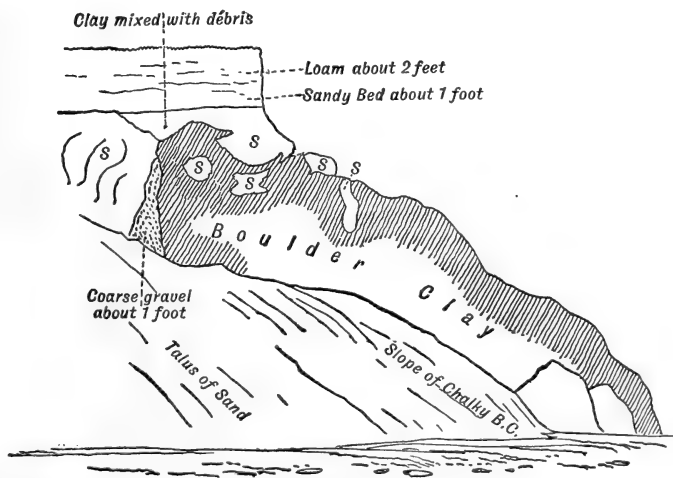 Clay mixed with débris
Loam about 2 feet
Sandy Bed about 1 foot
S
S
S
S
S
S
Boulder Clay
Coarse gravel
about 1 foot
Talus of Sand
Slope of Chalky B.C.